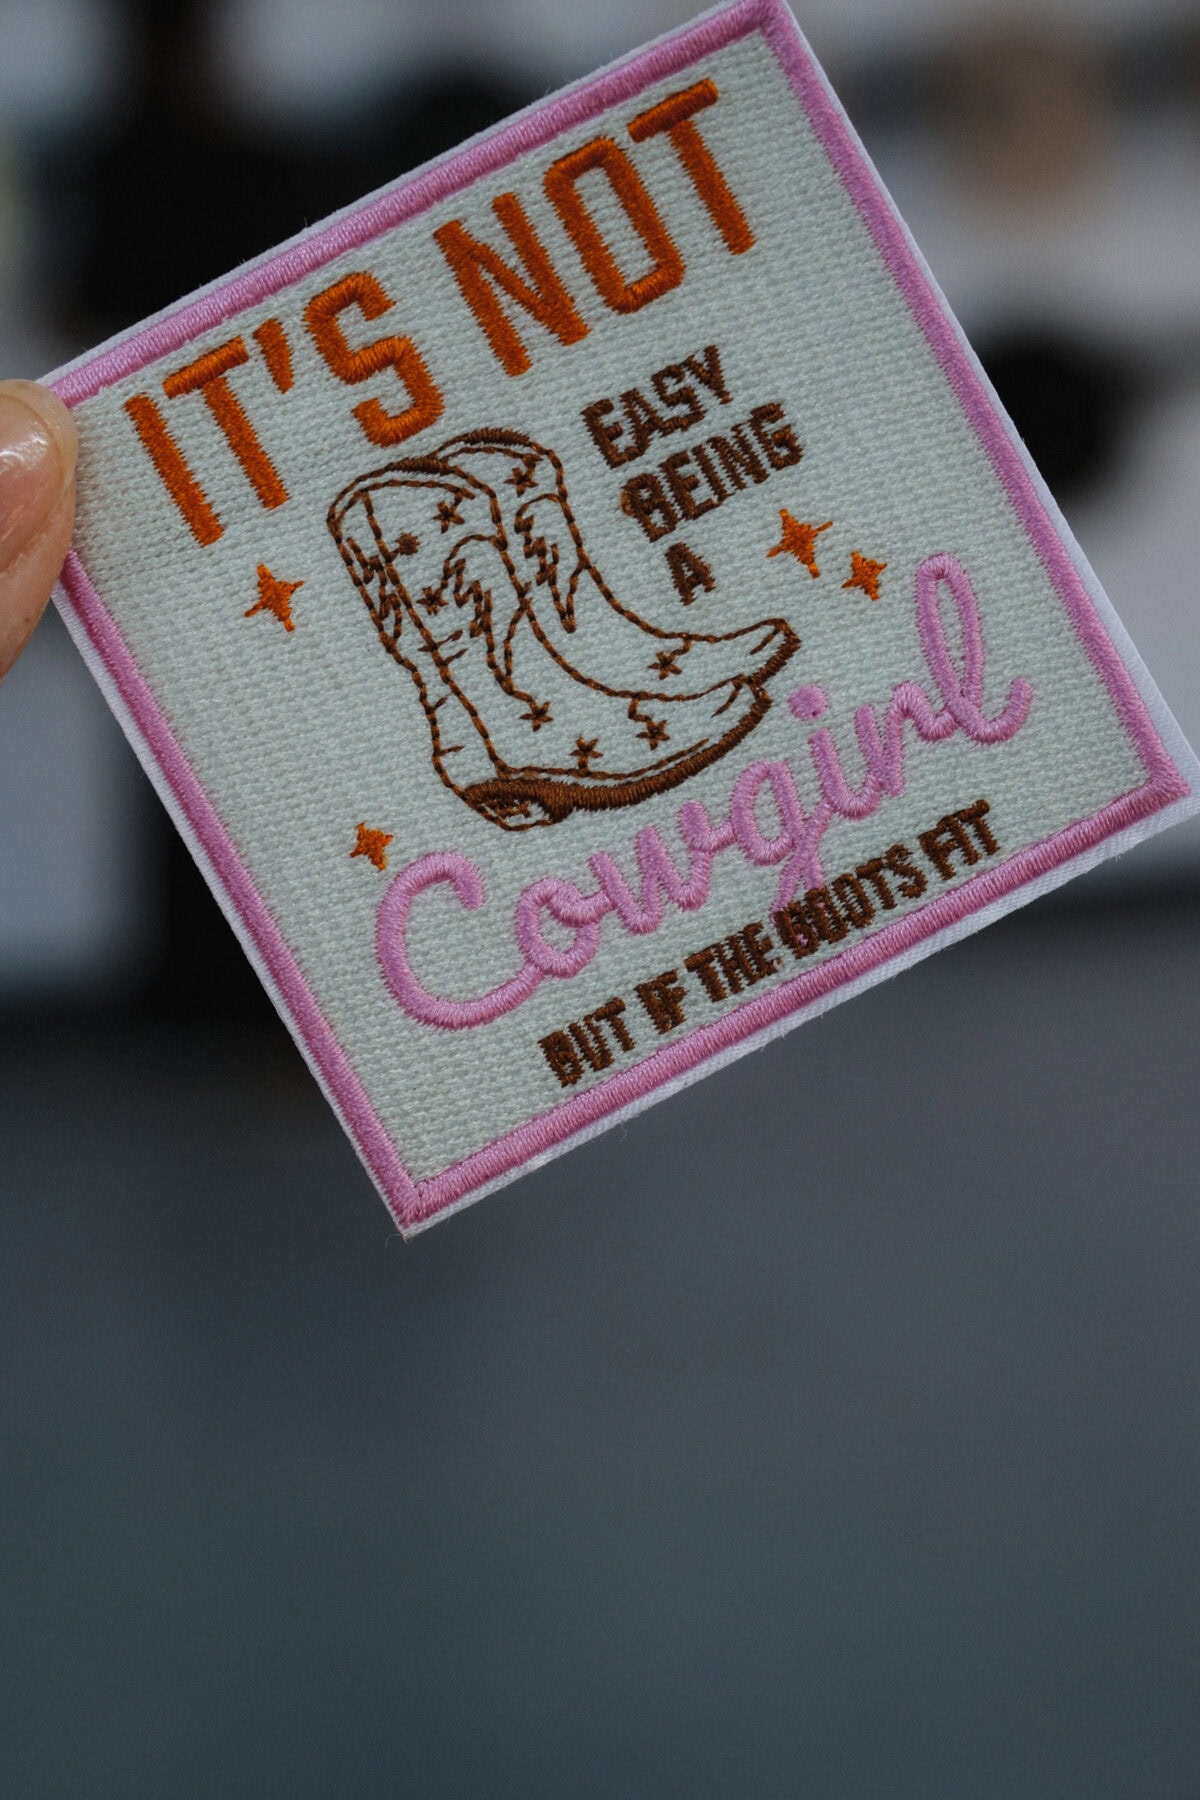 IT'S NOT
EASY
BEING
A
Cowgirl
BUT IF THE BOOTS FIT